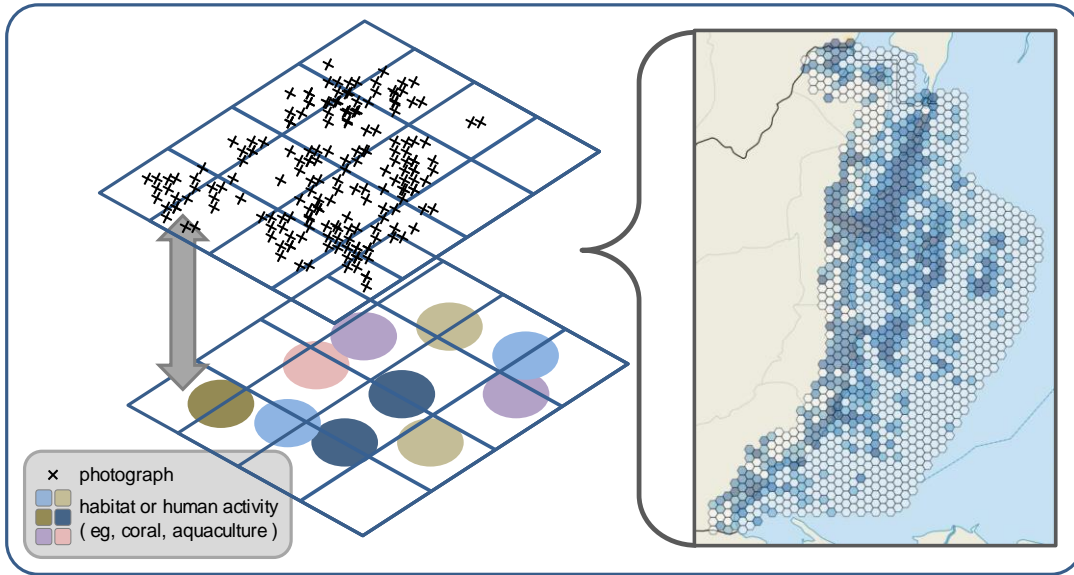 photograph
habitat or human activity
( eg, coral, aquaculture )